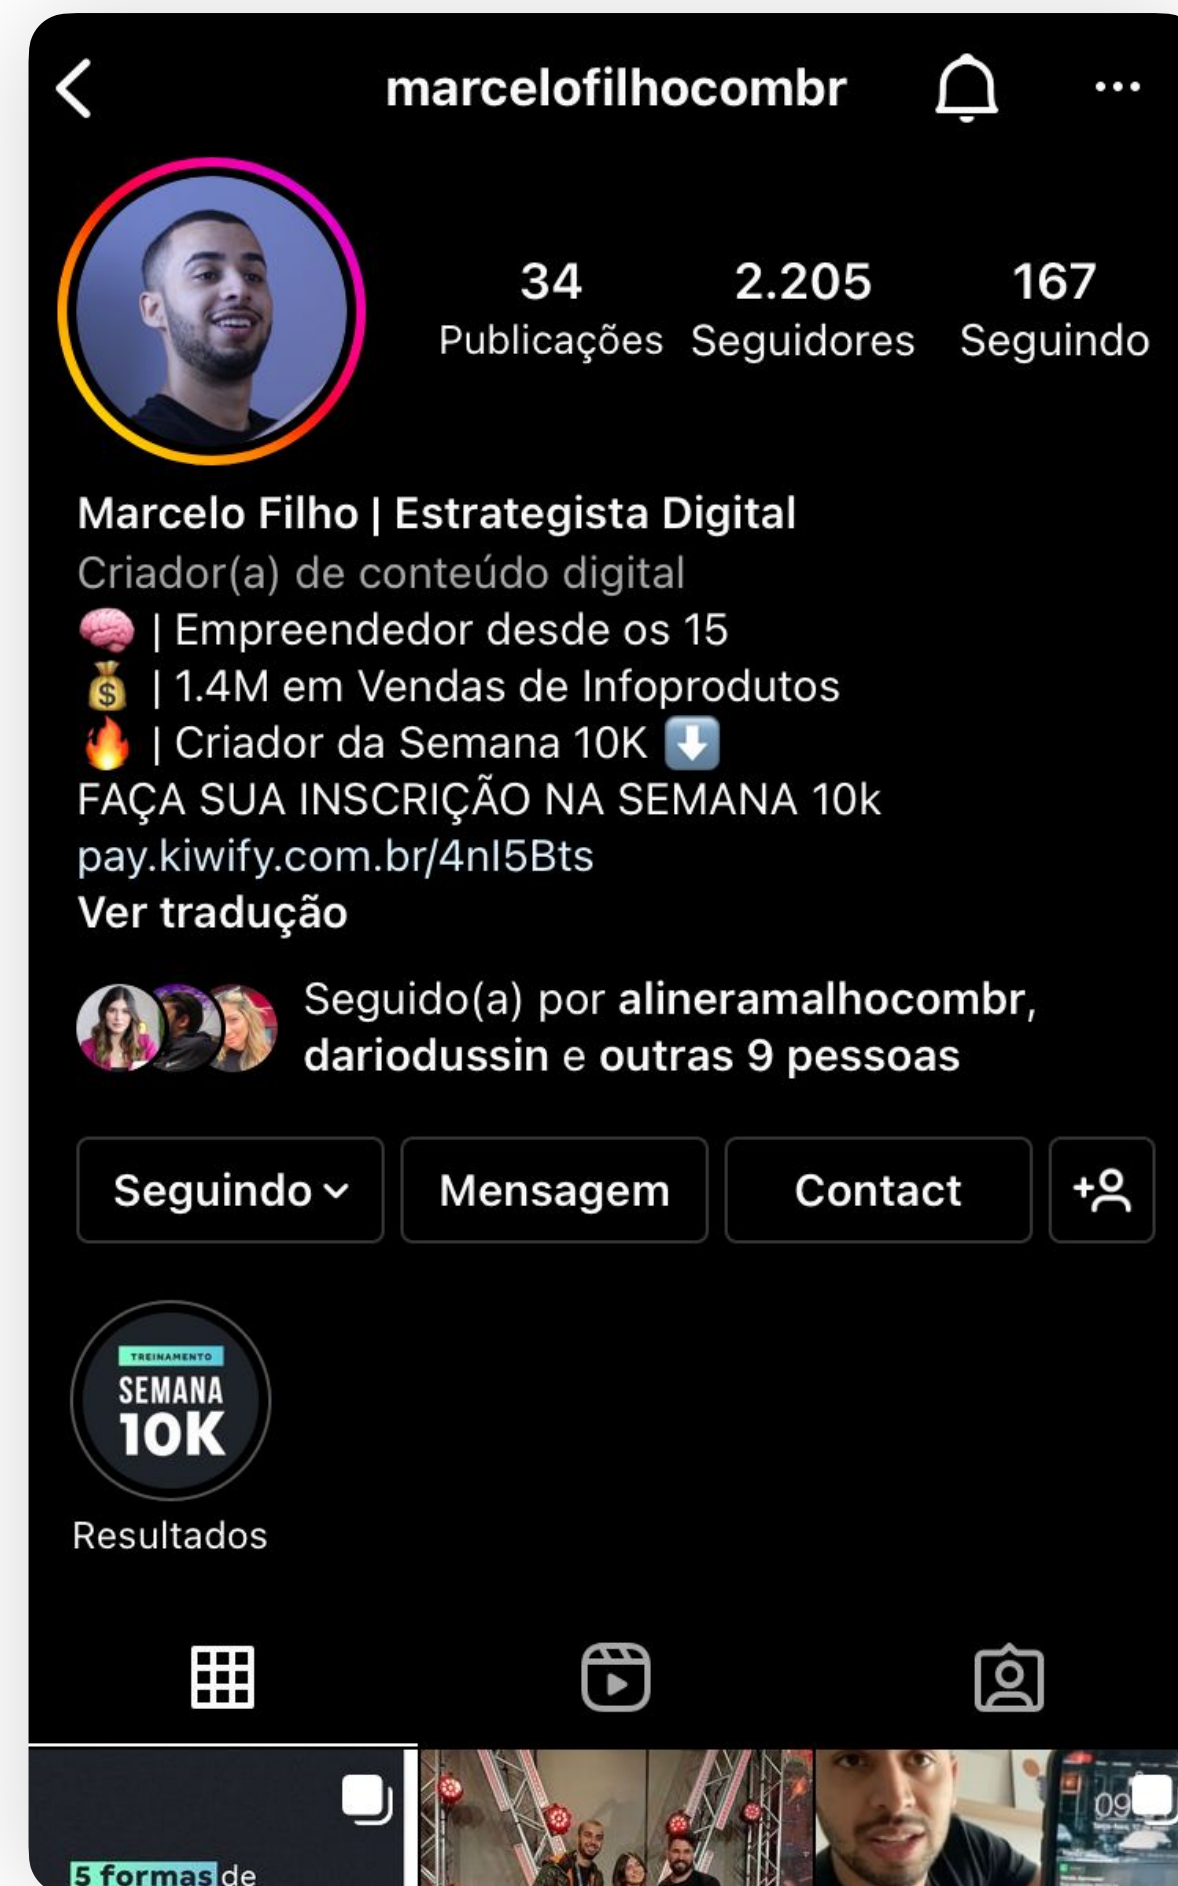 marcelofilhocombr
34
2.205
167
Publicações
Seguidores
Seguindo
Marcelo Filho | Estrategista Digital
Criador(a) de conteúdo digital
🧠 | Empreendedor desde os 15
💰 | 1.4M em Vendas de Infoprodutos
🔥 | Criador da Semana 10K ⬇️
FAÇA SUA INSCRIÇÃO NA SEMANA 10k
pay.kiwify.com.br/4nI5Bts
Ver tradução
Seguido(a) por alineramalhocombr,
dariodussin e outras 9 pessoas
Seguindo
Mensagem
Contact
TREINAMENTO
SEMANA
10K
Resultados
5 formas de